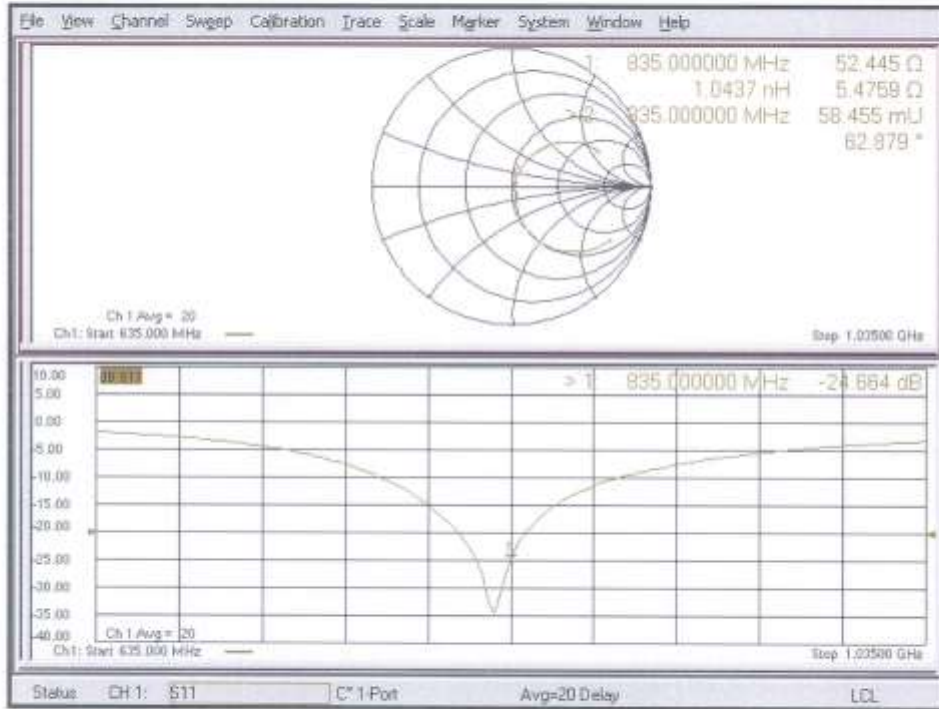 File View Channel Sweep Calibration Trace Scale Marker System Window Help
1 835.000000 MHz 52.445 Ω
1.0437 nH 5.4759 Ω
> 2 835.000000 MHz 58.455 mU
62.879 °
Ch 1 Avg = 20
Ch1: Start 635.000 MHz
Stop 1.03500 GHz
10.00
5.00
0.00
-5.00
-10.00
-15.00
-20.00
-25.00
-30.00
-35.00
-40.00
> 1 835.000000 MHz -24.664 dB
Ch 1 Avg = 20
Ch1: Start 635.000 MHz
Stop 1.03500 GHz
Status CH 1: S11 C* 1-Port Avg=20 Delay LCL